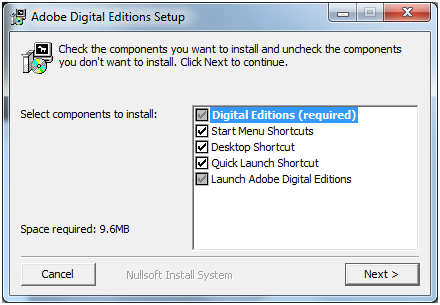 Adobe Digital Editions Setup
Check the components you want to install and uncheck the components
you don't want to install. Click Next to continue.
Select components to install:
Digital Editions (required)
Start Menu Shortcuts
Desktop Shortcut
Quick Launch Shortcut
Launch Adobe Digital Editions
Space required: 9.6MB
Cancel
Nullsoft Install System
Next >